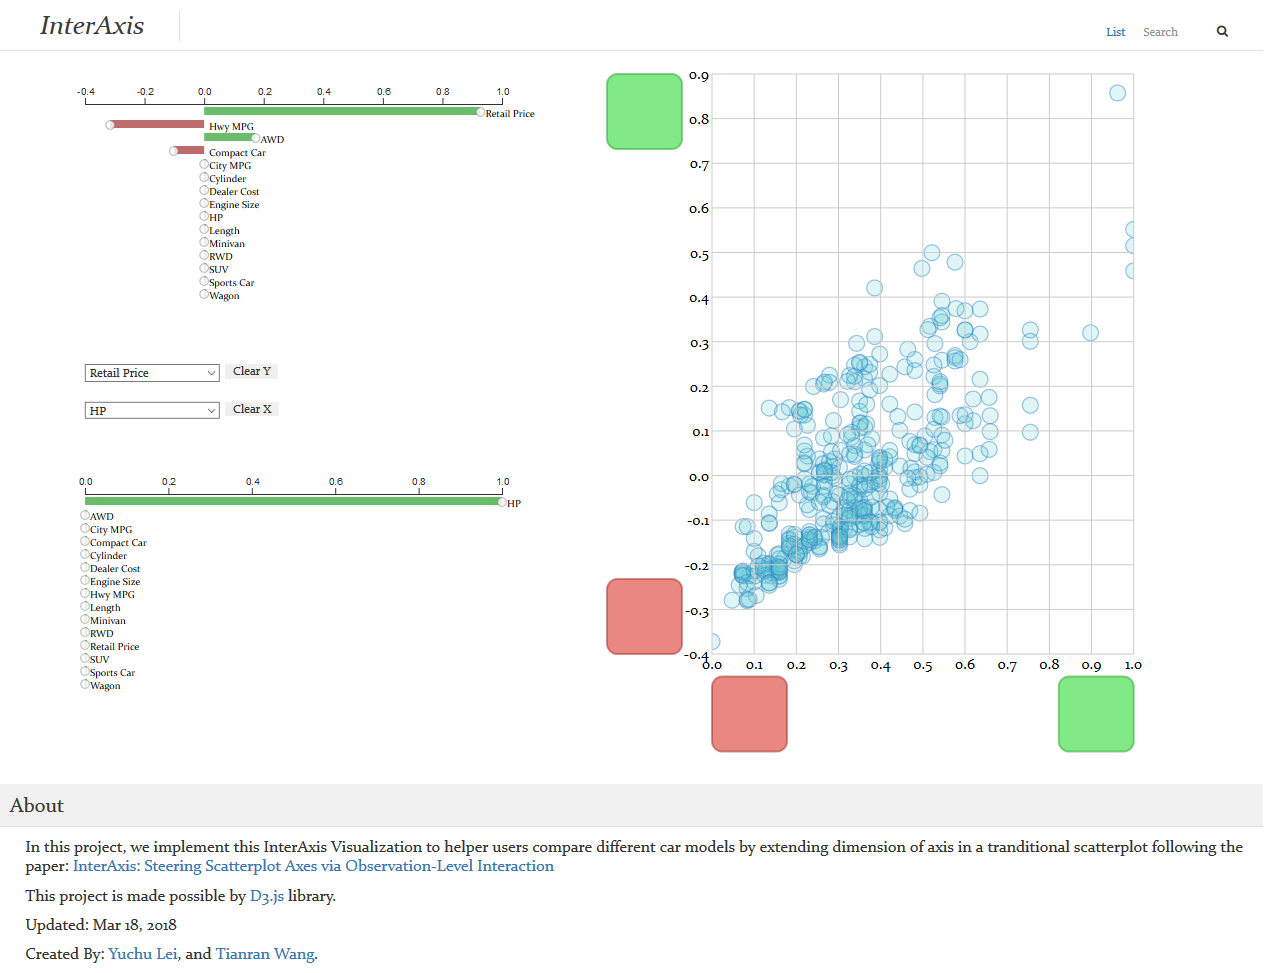 InterAxis
List Search
-0.4 -0.2 0.0 0.2 0.4 0.6 0.8 1.0
Retail Price
Hwy MPG
AWD
Compact Car
City MPG
Cylinder
Dealer Cost
Engine Size
HP
Length
Minivan
RWD
SUV
Sports Car
Wagon
Retail Price
Clear Y
HP
Clear X
0.0 0.2 0.4 0.6 0.8 1.0
HP
AWD
City MPG
Compact Car
Cylinder
Dealer Cost
Engine Size
Hwy MPG
Length
Minivan
RWD
Retail Price
SUV
Sports Car
Wagon
0.9
0.8
0.7
0.6
0.5
0.4
0.3
0.2
0.1
0.0
-0.1
-0.2
-0.3
-0.4
0.0 0.1 0.2 0.3 0.4 0.5 0.6 0.7 0.8 0.9 1.0
About
In this project, we implement this InterAxis Visualization to helper users compare different car models by extending dimension of axis in a tranditional scatterplot following the
paper: InterAxis: Steering Scatterplot Axes via Observation-Level Interaction
This project is made possible by D3.js library.
Updated: Mar 18, 2018
Created By: Yuchu Lei, and Tianran Wang.